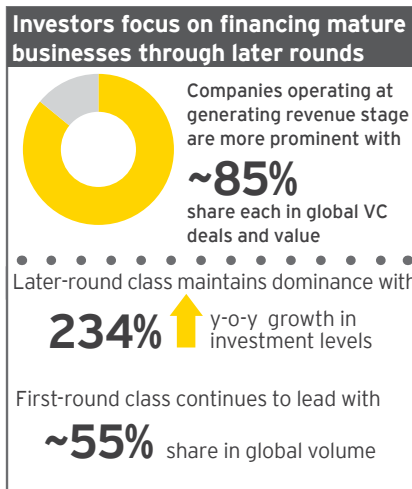 Investors focus on financing mature
businesses through later rounds
Companies operating at
generating revenue stage
are more prominent with
~85%
share each in global VC
deals and value
Later-round class maintains dominance with
234% y-o-y growth in
investment levels
First-round class continues to lead with
~55% share in global volume